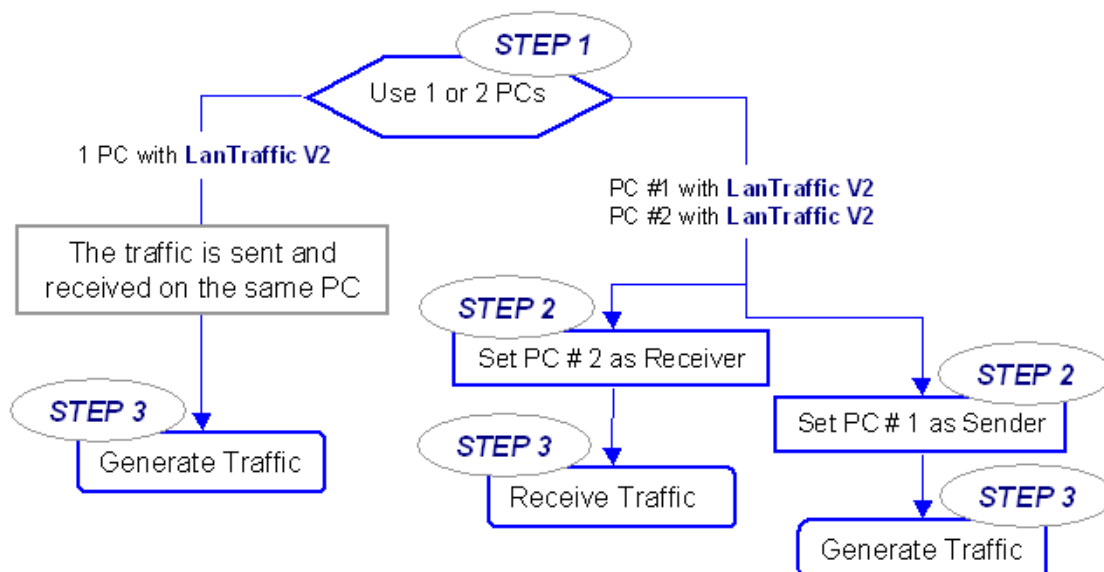 STEP 1
Use 1 or 2 PCs
1 PC with LanTraffic V2
PC #1 with LanTraffic V2
PC #2 with LanTraffic V2
The traffic is sent and
received on the same PC
STEP 2
Set PC # 2 as Receiver
STEP 2
Set PC # 1 as Sender
STEP 3
Generate Traffic
STEP 3
Receive Traffic
STEP 3
Generate Traffic